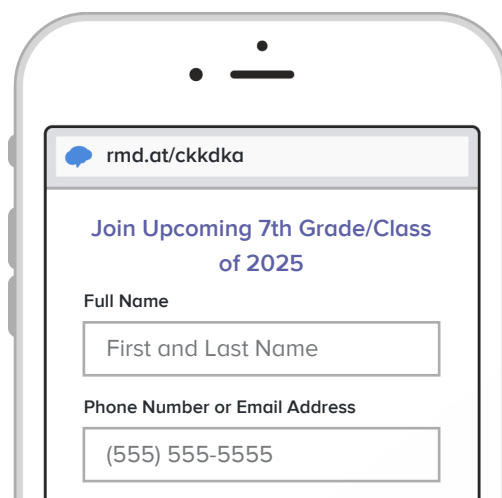 rmd.at/ckkdka
Join Upcoming 7th Grade/Class
of 2025
Full Name
First and Last Name
Phone Number or Email Address
(555) 555-5555